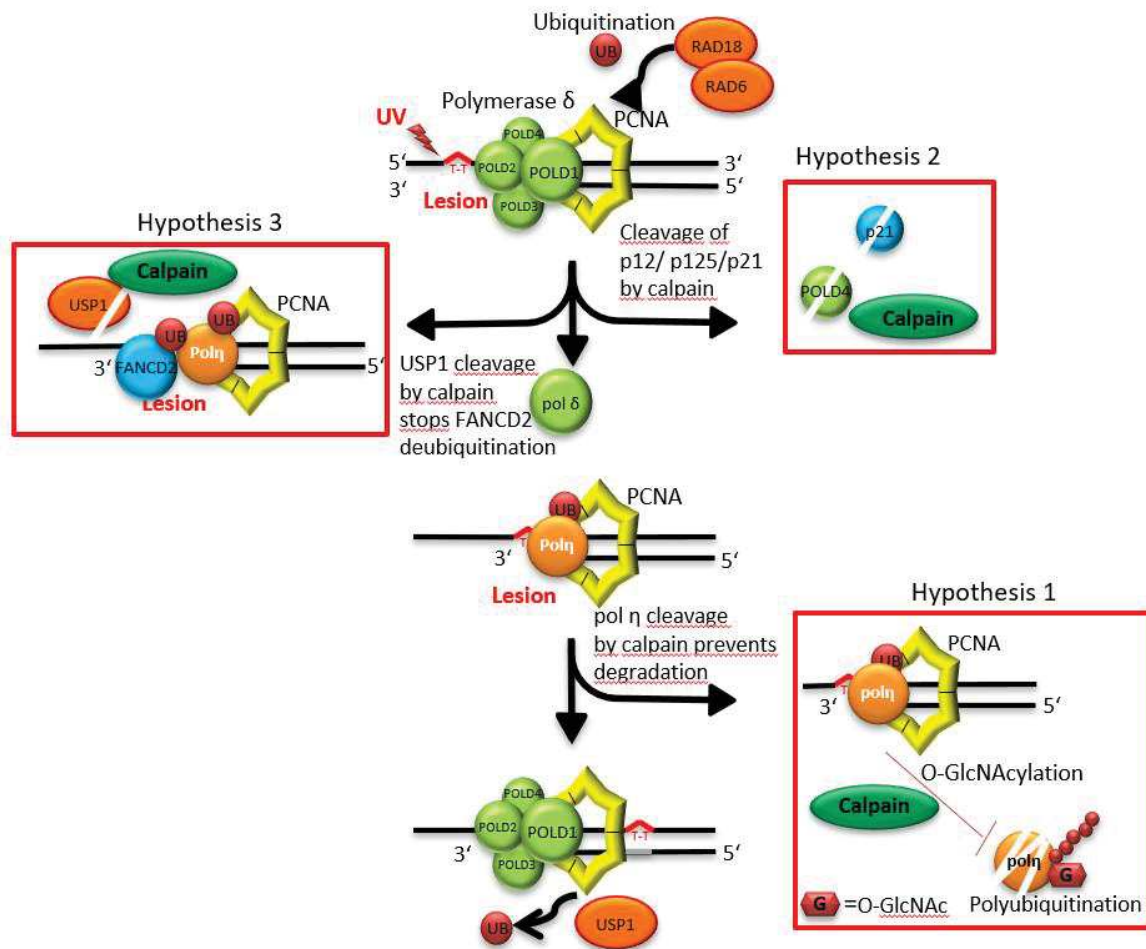 Ubiquitination
UB
RAD18
RAD6
Polymerase δ
PCNA
UV
POLD4
5‘
T-T
POLD2
POLD1
3‘
3‘
5‘
Lesion
POLD3
Hypothesis 2
p21
POLD4
Calpain
Cleavage of
p12/ p125/p21
by calpain
Hypothesis 3
Calpain
USP1
PCNA
UB
UB
Polη
3‘
FANCD2
5‘
Lesion
USP1 cleavage
by calpain
stops FANCD2
deubiquitination
pol δ
PCNA
UB
Polη
3‘
T
5‘
Lesion
pol η cleavage
by calpain prevents
degradation
Hypothesis 1
PCNA
UB
T
polη
3‘
5‘
O-GlcNAcylation
Calpain
polη
G
G =O-GlcNAc
Polyubiquitination
POLD4
POLD2
POLD1
T-T
3‘
POLD3
5‘
UB
USP1